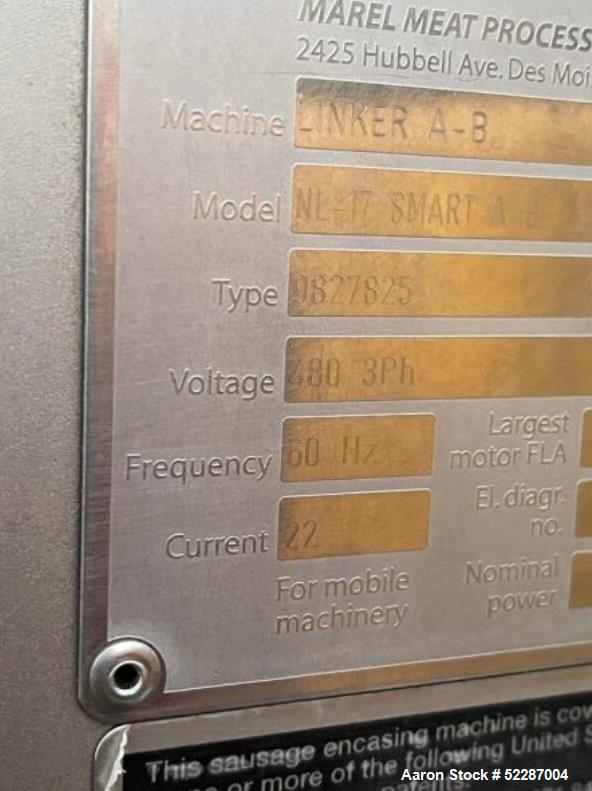 MAREL MEAT PROCESS
2425 Hubbell Ave. Des Moi
Machine LINKER A-B
Model NL-17 SMART A B
Type 9827825
Voltage 480 3Ph
Frequency 60 Hz
Largest motor FLA
Current 22
El. diagr. no.
For mobile machinery
Nominal power
This sausage encasing machine is cov
or more of the following United S
patents:
Aaron Stock # 52287004